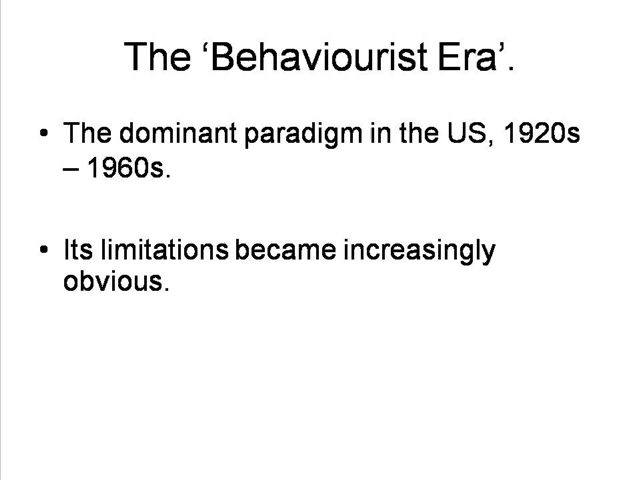 The ‘Behaviourist Era’.
• The dominant paradigm in the US, 1920s
– 1960s.
• Its limitations became increasingly
obvious.